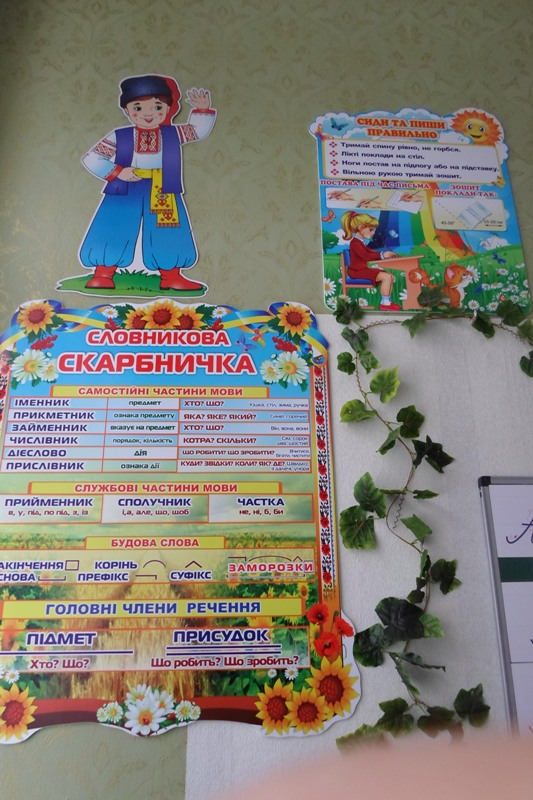 СИДИ ТА ПИШИ
ПРАВИЛЬНО
Тримай спину рівно, не горбся.
Лікті поклади на стіл.
Ноги постав на підлогу або на підставку.
Вільною рукою тримай зошит.
ПОСТАВА ПІД ЧАС ПИСЬМА
ЗОШИТ
ПОКЛАДИ ТАК:
СЛОВНИКОВА
СКАРБНИЧКА
САМОСТІЙНІ ЧАСТИНИ МОВИ
ІМЕННИК предмет ХТО? ЩО?
ПРИКМЕТНИК ознака предмету ЯКА? ЯКЕ? ЯКИЙ?
ЗАЙМЕННИК вказує на предмет ХТО? ЩО? Він, вона, вони
ЧИСЛІВНИК порядок, кількість КОТРА? СКІЛЬКИ?
ДІЄСЛОВО дія ЩО РОБИТИ? ЩО ЗРОБИТИ?
ПРИСЛІВНИК ознака дії КУДИ? ЗВІДКИ? КОЛИ? ЯК? ДЕ?
СЛУЖБОВІ ЧАСТИНИ МОВИ
ПРИЙМЕННИК СПОЛУЧНИК ЧАСТКА
в, у, під, по під, з, із і,а, але, що, щоб не, ні, б, би
БУДОВА СЛОВА
АКІНЧЕННЯ КОРІНЬ ЗАМОРОЗКИ
СНОВА ПРЕФІКС СУФІКС
ГОЛОВНІ ЧЛЕНИ РЕЧЕННЯ
ПІДМЕТ ПРИСУДОК
Хто? Що? Що робить? Що зробить?